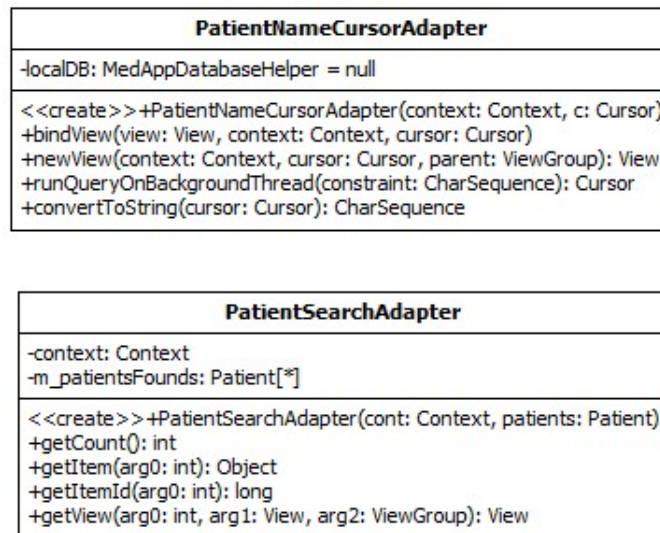 PatientNameCursorAdapter
-localDB: MedAppDatabaseHelper = null
<<create>>+PatientNameCursorAdapter(context: Context, c: Cursor)
+bindView(view: View, context: Context, cursor: Cursor)
+newView(context: Context, cursor: Cursor, parent: ViewGroup): View
+runQueryOnBackgroundThread(constraint: CharSequence): Cursor
+convertToString(cursor: Cursor): CharSequence
PatientSearchAdapter
-context: Context
-m_patientsFounds: Patient[*]
<<create>>+PatientSearchAdapter(cont: Context, patients: Patient)
+getCount(): int
+getItem(arg0: int): Object
+getItemId(arg0: int): long
+getView(arg0: int, arg1: View, arg2: ViewGroup): View